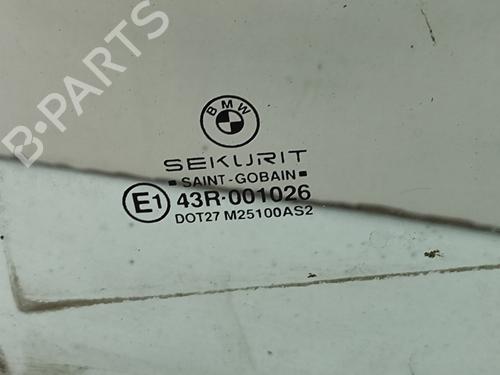 B-PARTS
BMW
SEKURIT
SAINT-GOBAIN
E1 43R-001026
DOT27 M25100AS2